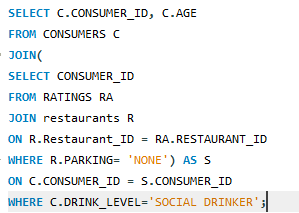 SELECT C.CONSUMER_ID, C.AGE
FROM CONSUMERS C
JOIN(
SELECT CONSUMER_ID
FROM RATINGS RA
JOIN restaurants R
ON R.Restaurant_ID = RA.RESTAURANT_ID
WHERE R.PARKING= 'NONE') AS S
ON C.CONSUMER_ID = S.CONSUMER_ID
WHERE C.DRINK_LEVEL='SOCIAL DRINKER';